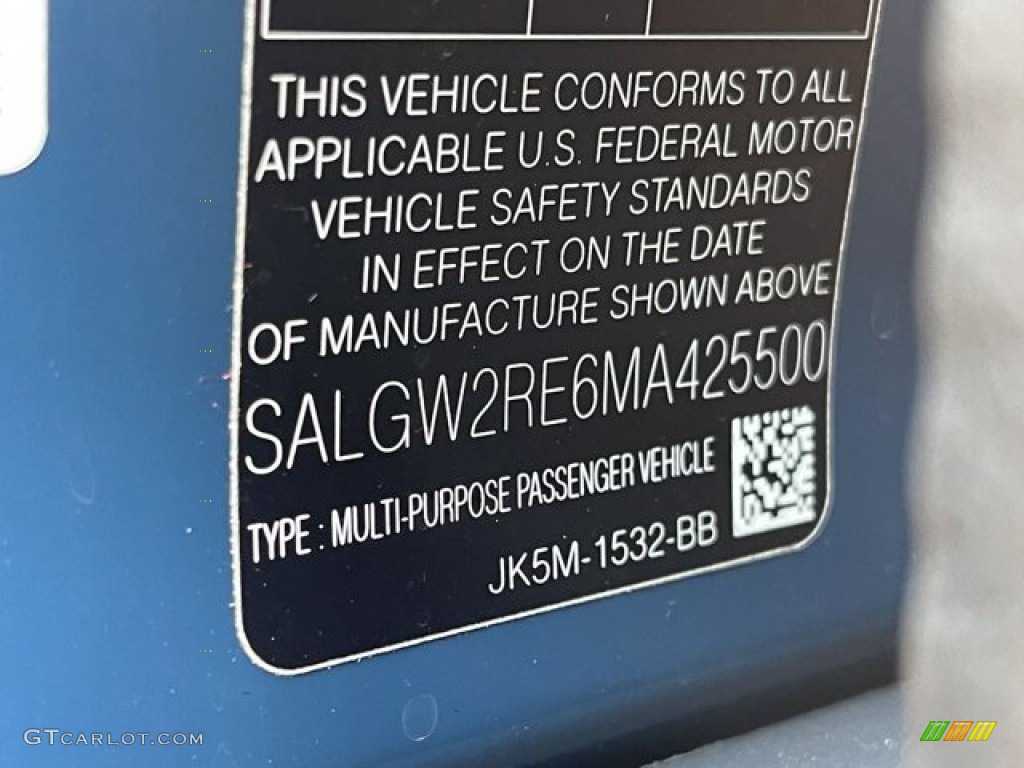 THIS VEHICLE CONFORMS TO ALL
APPLICABLE U.S. FEDERAL MOTOR
VEHICLE SAFETY STANDARDS
IN EFFECT ON THE DATE
OF MANUFACTURE SHOWN ABOVE
SALGW2RE6MA425500
TYPE : MULTI-PURPOSE PASSENGER VEHICLE
JK5M-1532-BB
GTCARLOT.COM